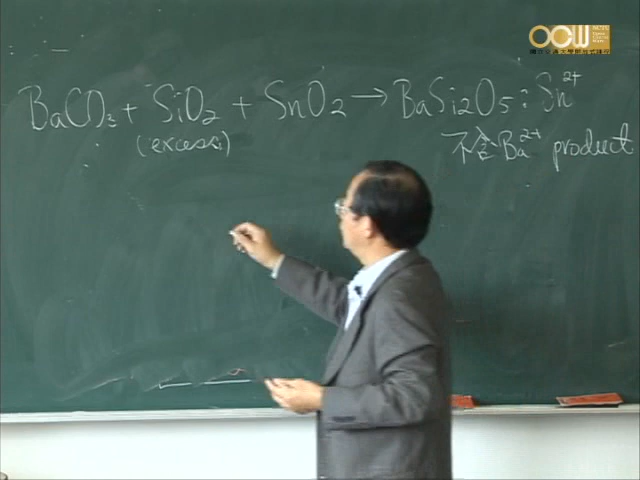 OCW
BaCO₃ + SiO₂ + SnO₂ → BaSi₂O₅ : Sn²⁺
(excess)
不含Ba²⁺ product